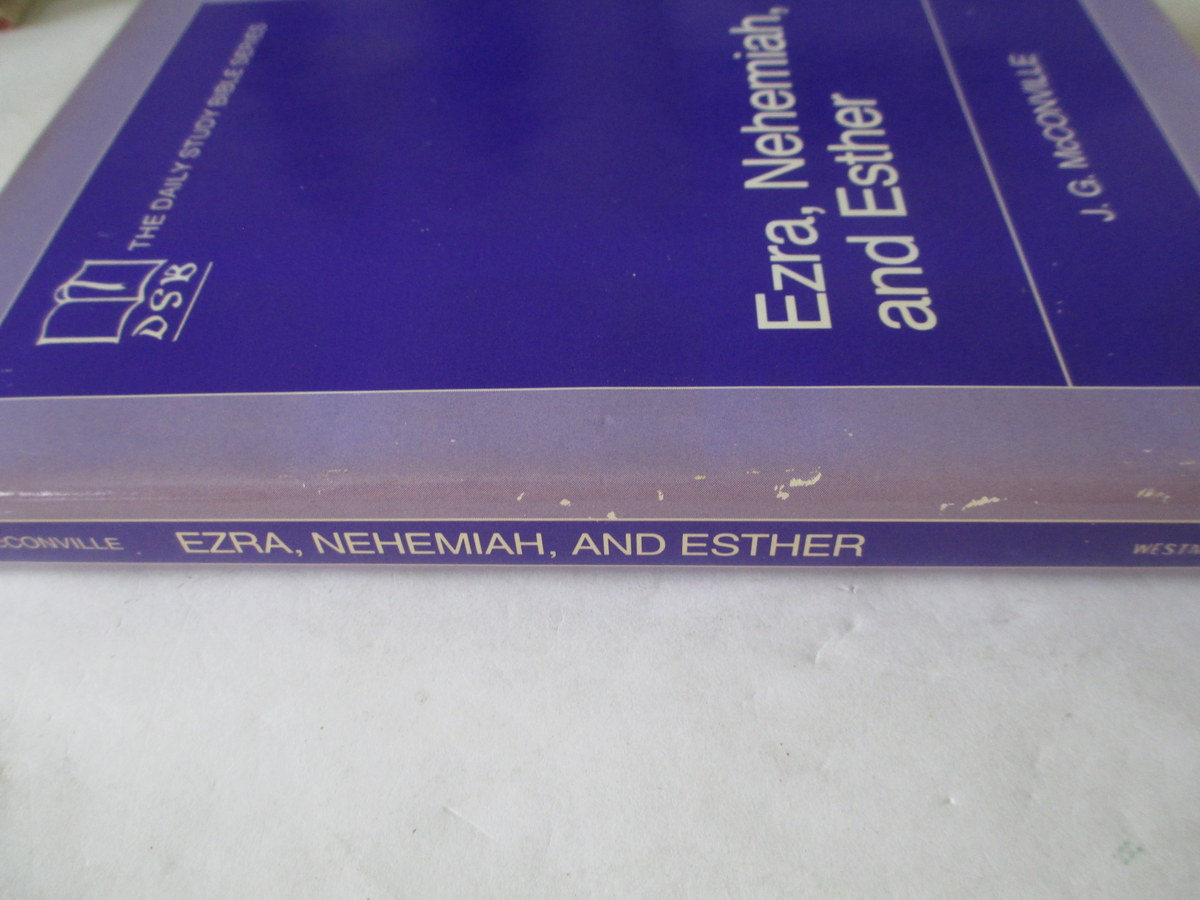 THE DAILY STUDY BIBLE SERIES
DSB
Ezra, Nehemiah,
and Esther
J. G. McCONVILLE
EZRA, NEHEMIAH, AND ESTHER